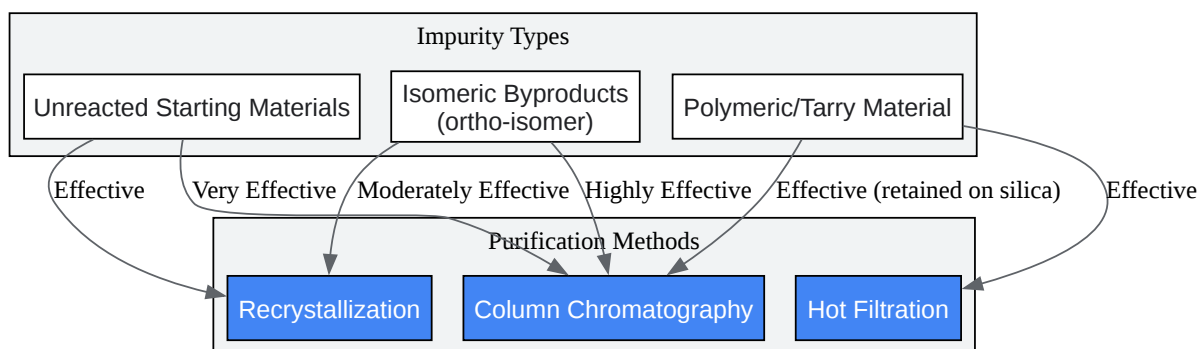 Impurity Types
Unreacted Starting Materials
Isomeric Byproducts
(ortho-isomer)
Polymeric/Tarry Material
Effective
Very Effective
Moderately Effective
Highly Effective
Effective (retained on silica)
Effective
Purification Methods
Recrystallization
Column Chromatography
Hot Filtration